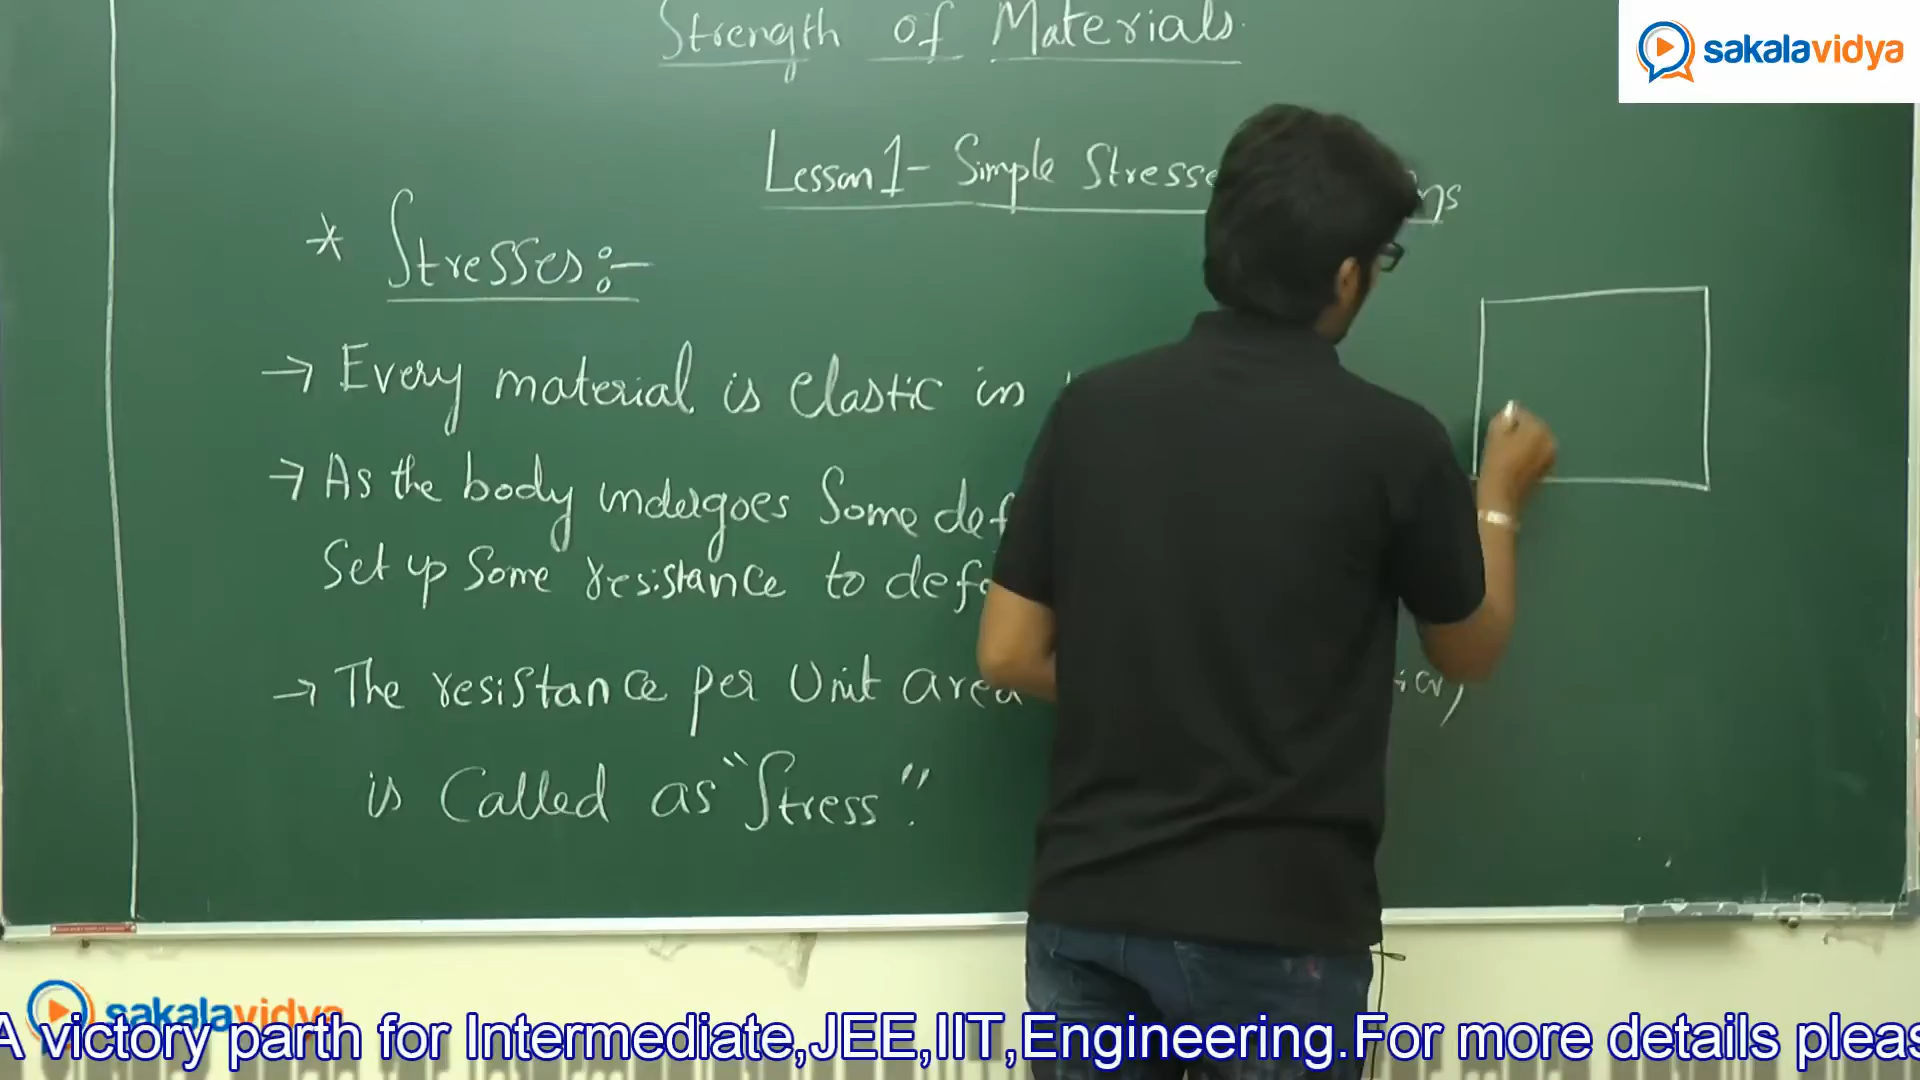 Strength of Materials
sakalavidya
Lesson 1 - Simple Stresse
* Stresses:-
→ Every material is elastic in
→ As the body undergoes Some def
Set up Some resistance to defo
→ The resistance per Unit area
is Called as "Stress".
sakalavidya
A victory parth for Intermediate,JEE,IIT,Engineering.For more details pleas